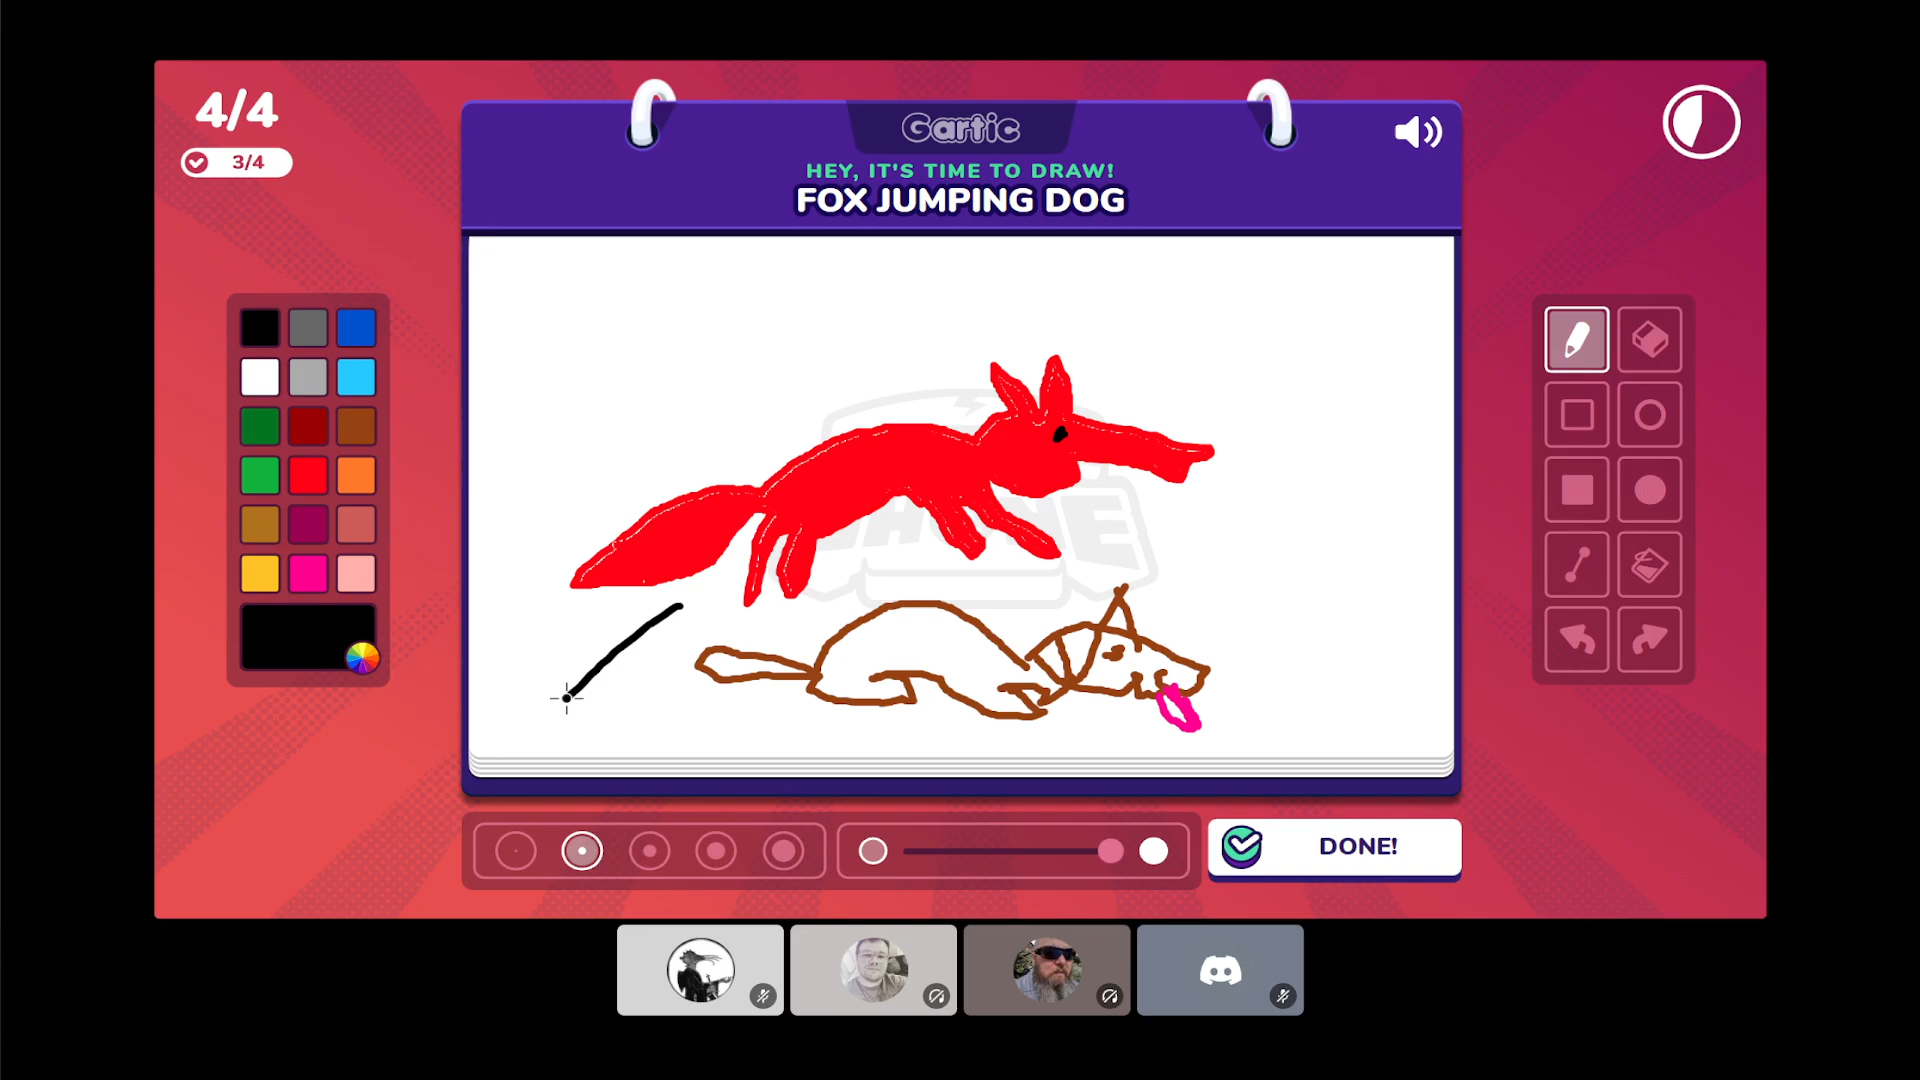 4/4
3/4
Gartic
HEY, IT'S TIME TO DRAW!
FOX JUMPING DOG
DONE!